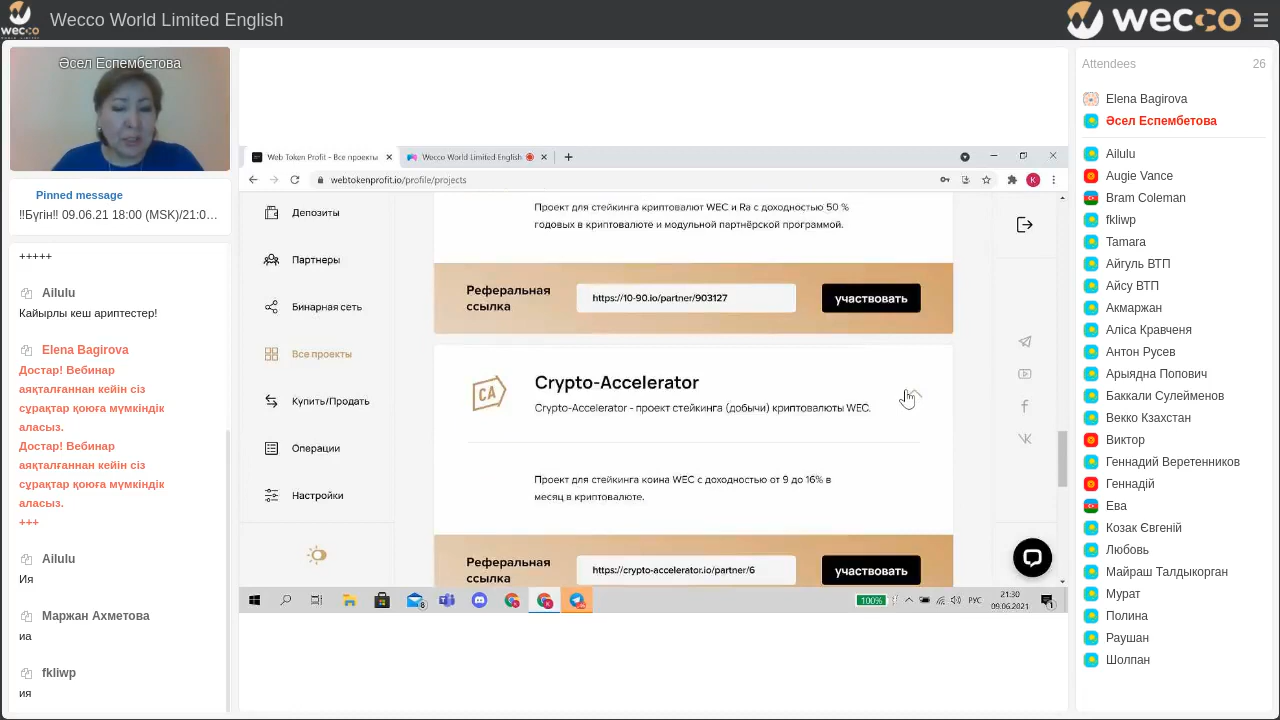 Wecco World Limited English
wecco
Әсел Еспембетова
Pinned message
‼Бүгін‼ 09.06.21 18:00 (MSK)/21:0…
+++++
Ailulu
Кайырлы кеш ариптестер!
Elena Bagirova
Достар! Вебинар
аяқталғаннан кейін сіз
сұрақтар қоюға мүмкіндік
аласыз.
Достар! Вебинар
аяқталғаннан кейін сіз
сұрақтар қоюға мүмкіндік
аласыз.
+++
Ailulu
Ия
Маржан Ахметова
иа
fkliwp
ия
Web Token Profit - Все проекты
Wecco World Limited English
webtokenprofit.io/profile/projects
K
Депозиты
Партнеры
Бинарная сеть
Все проекты
Купить/Продать
Операции
Настройки
Проект для стейкинга криптовалют WEC и Ra с доходностью 50 %
годовых в криптовалюте и модульной партнёрской программой.
Реферальная
ссылка
https://10-90.io/partner/903127
участвовать
CA
Crypto-Accelerator
Crypto-Accelerator - проект стейкинга (добычи) криптовалюты WEC.
Проект для стейкинга коина WEC с доходностью от 9 до 16% в
месяц в криптовалюте.
Реферальная
ссылка
https://crypto-accelerator.io/partner/6
участвовать
100%
РУС
21:30
09.06.2021
wecco
Attendees 26
Elena Bagirova
Әсел Еспембетова
Ailulu
Augie Vance
Bram Coleman
fkliwp
Tamara
Айгуль ВТП
Айсу ВТП
Акмаржан
Аліса Кравченя
Антон Русев
Арыядна Попович
Баккали Сулейменов
Векко Кзахстан
Виктор
Геннадий Веретенников
Геннадій
Ева
Козак Євгеній
Любовь
Майраш Талдыкорган
Мурат
Полина
Раушан
Шолпан